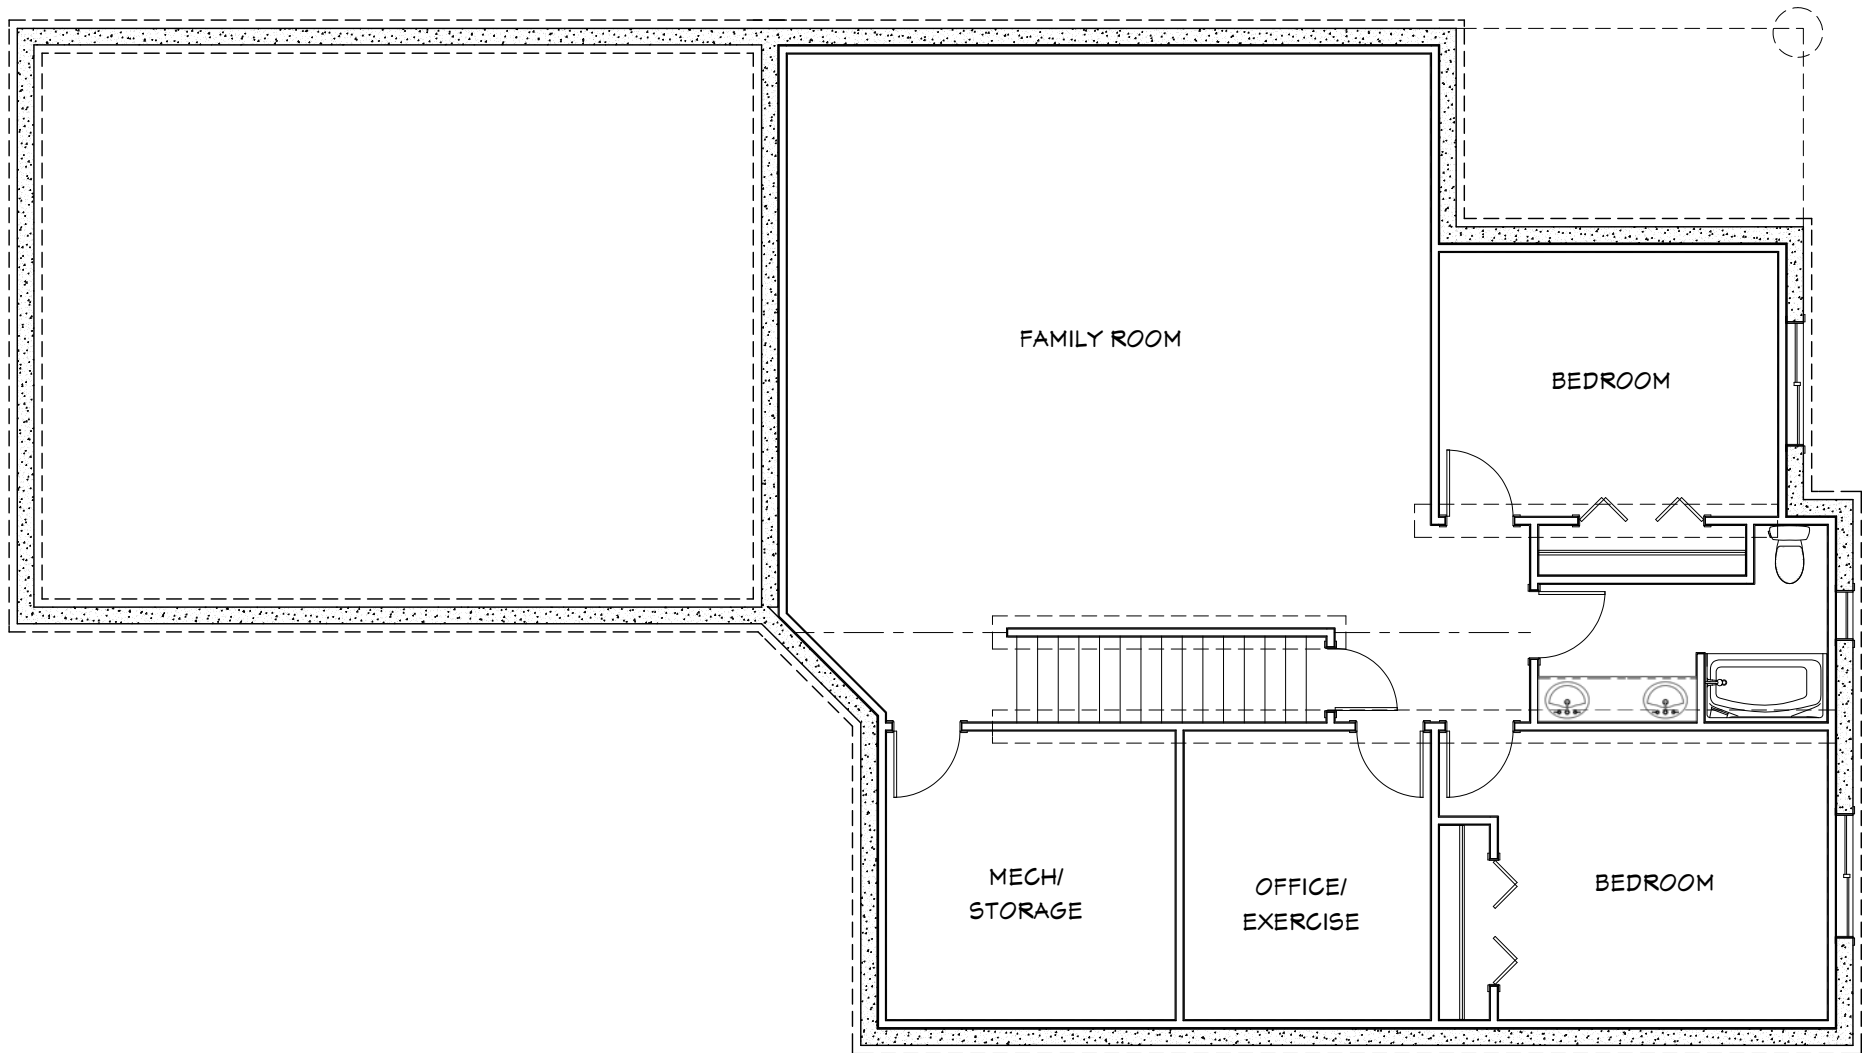 FAMILY ROOM
BEDROOM
MECH/
STORAGE
OFFICE/
EXERCISE
BEDROOM